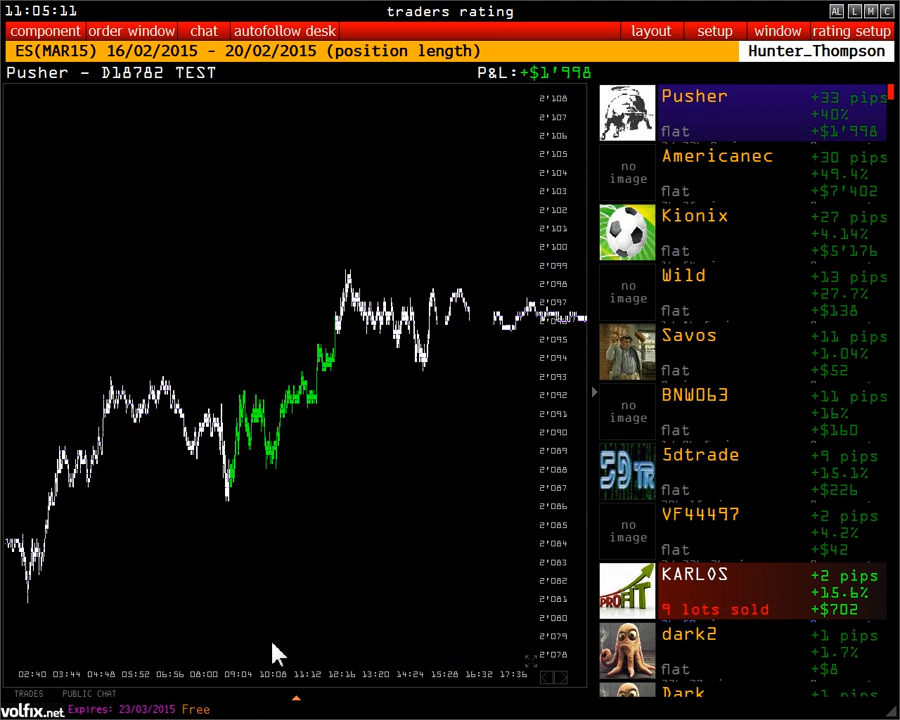 11:05:11
traders rating
AL L M C
component order window chat autofollow desk layout setup window rating setup
ES(MAR15) 16/02/2015 - 20/02/2015 (position length) Hunter_Thompson
Pusher - D18782 TEST P&L:+$1'998
2'108
2'107
2'106
2'105
2'104
2'103
2'102
2'101
2'100
2'099
2'098
2'097
2'095
2'094
2'093
2'092
2'091
2'090
2'089
2'088
2'087
2'086
2'085
2'084
2'083
2'082
2'081
2'080
2'079
2'078
02:40 03:44 04:48 05:52 06:56 08:00 09:04 10:08 11:12 12:16 13:20 14:24 15:28 16:32 17:36
Pusher +33 pips
+40%
flat +$1'998
no image
Americanec +30 pips
+49.4%
flat +$7'402
Kionix +27 pips
+4.14%
flat +$5'176
no image
Wild +13 pips
+27.7%
flat +$138
Savos +11 pips
+1.04%
flat +$52
no image
BNW063 +11 pips
+16%
flat +$160
5dtrade +9 pips
+15.1%
flat +$226
no image
VF44497 +2 pips
+4.2%
flat +$42
PROFIT
KARLOS +2 pips
+15.6%
9 lots sold +$702
dark2 +1 pips
+1.7%
flat +$8
Dark +1 pips
TRADES PUBLIC CHAT
volfix.net Expires: 23/03/2015 Free